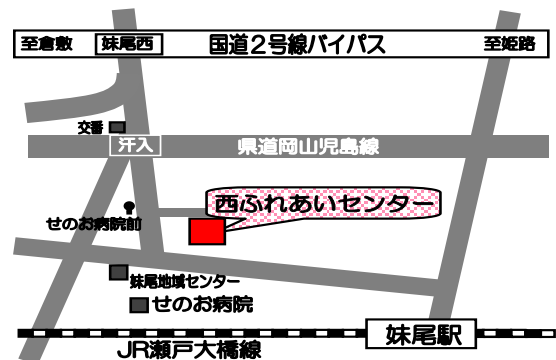 至倉敷
妹尾西
国道2号線バイパス
至姫路
交番
汗入
県道岡山児島線
西ふれあいセンター
せのお病院前
妹尾地域センター
せのお病院
妹尾駅
JR瀬戸大橋線